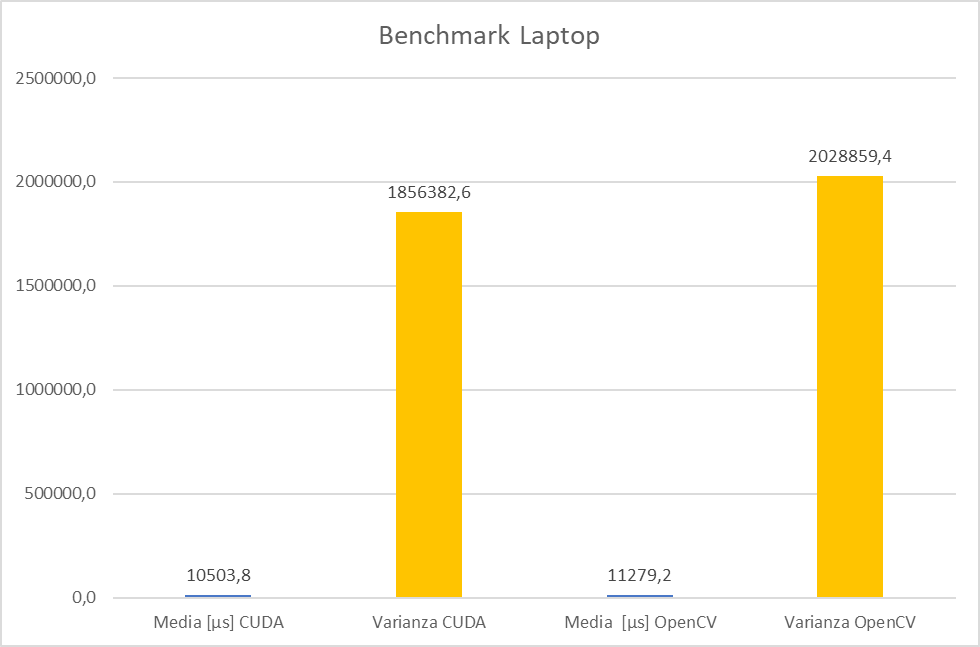 Benchmark Laptop
2500000,0
2000000,0
1500000,0
1000000,0
500000,0
0,0
10503,8
1856382,6
11279,2
2028859,4
Media [µs] CUDA
Varianza CUDA
Media [µs] OpenCV
Varianza OpenCV